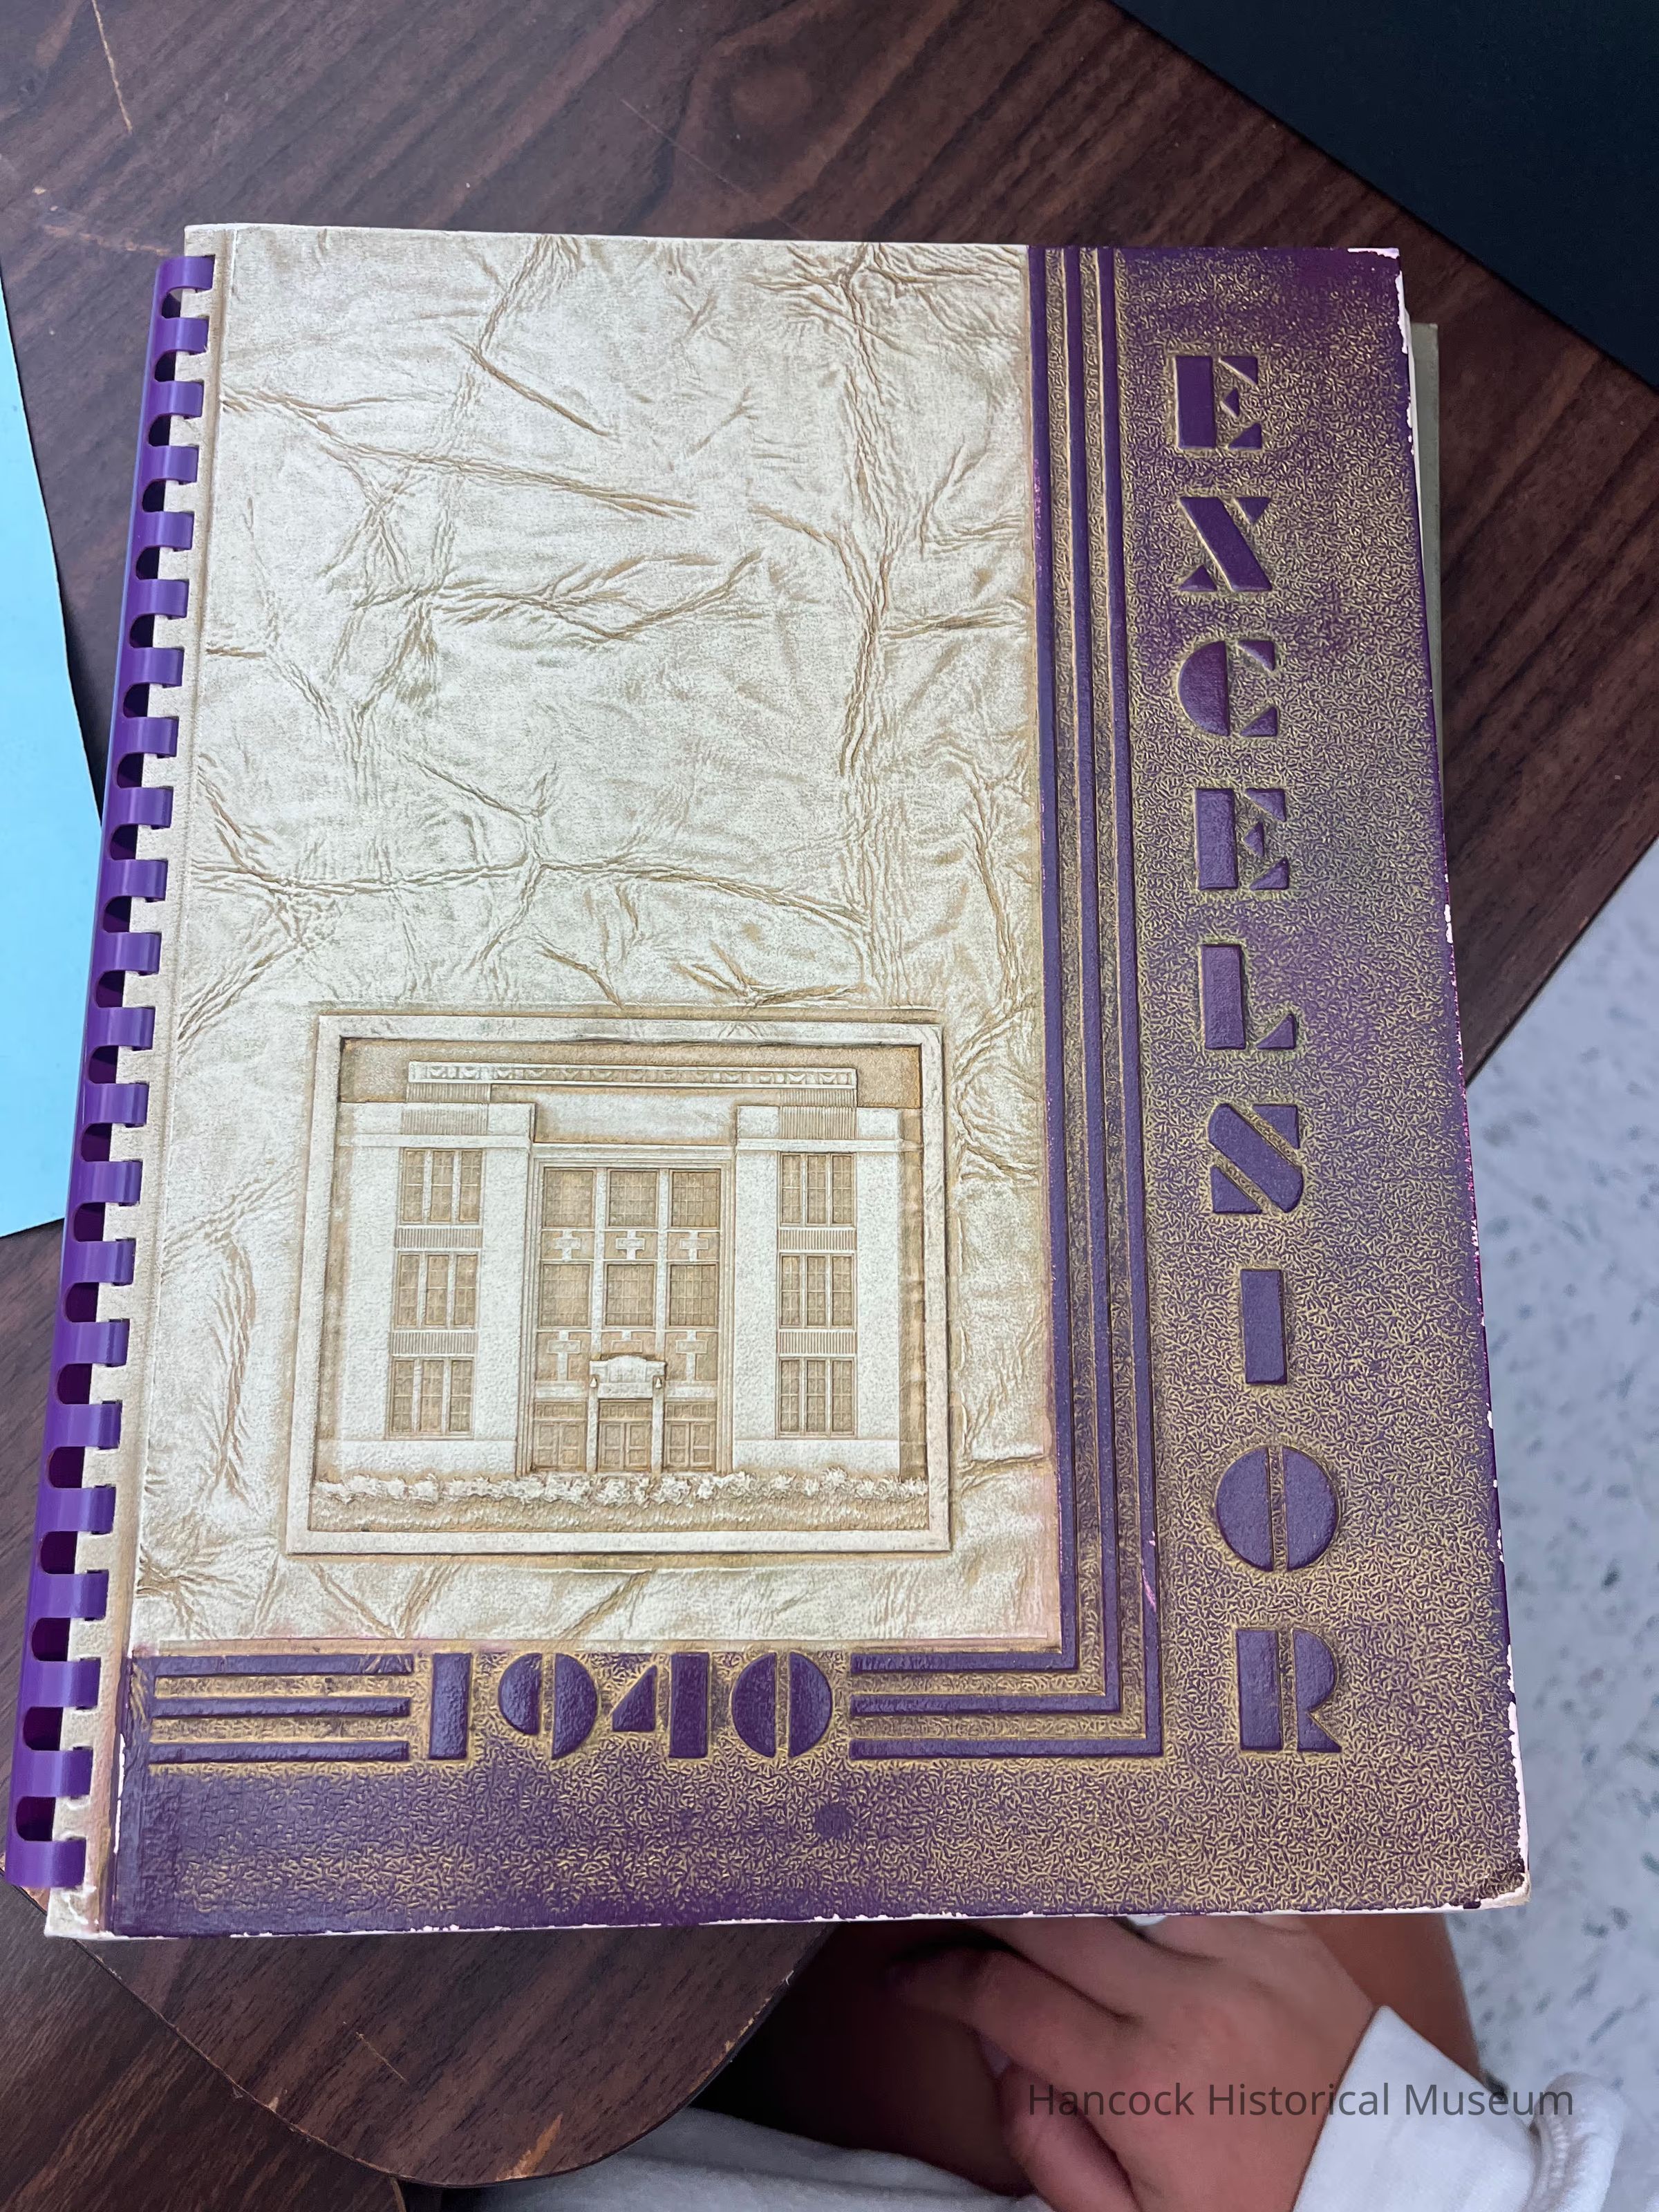 EXCELSIOR
1940
Hancock Historical Museum